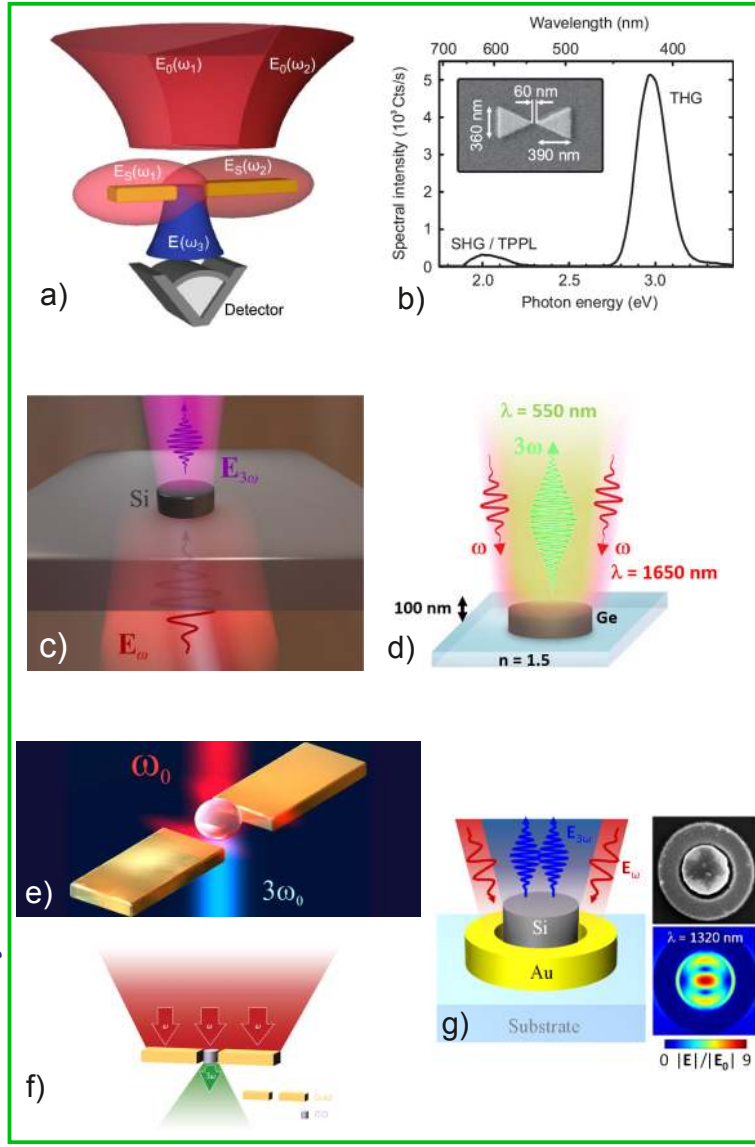 E₀(ω₁) E₀(ω₂)
E_S(ω₁) E_S(ω₂)
E(ω₃)
Detector
a)
Wavelength (nm)
700 600 500 400
Spectral intensity (10³ Cts/s)
5
4
3
2
1
0
60 nm
360 nm
390 nm
THG
SHG / TPPL
2.0 2.5 3.0
Photon energy (eV)
b)
E₃ω
Si
Eω
c)
λ = 550 nm
3ω
ω ω
λ = 1650 nm
100 nm
Ge
n = 1.5
d)
ω₀
3ω₀
e)
ω ω ω
3ω
f)
E₃ω
Eω
Si
Au
Substrate
g)
λ = 1320 nm
0 |E|/|E₀| 9